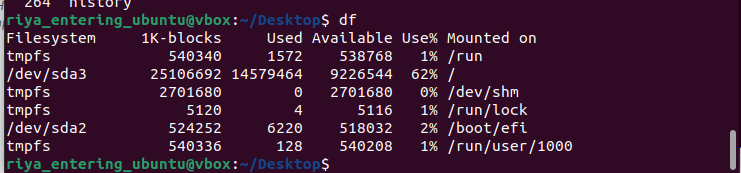 264 history
riya_entering_ubuntu@vbox:~/Desktop$ df
Filesystem     1K-blocks     Used Available Use% Mounted on
tmpfs             540340     1572    538768   1% /run
/dev/sda3       25106692 14579464   9226544  62% /
tmpfs            2701680        0   2701680   0% /dev/shm
tmpfs               5120        4      5116   1% /run/lock
/dev/sda2         524252     6220    518032   2% /boot/efi
tmpfs             540336      128    540208   1% /run/user/1000
riya_entering_ubuntu@vbox:~/Desktop$